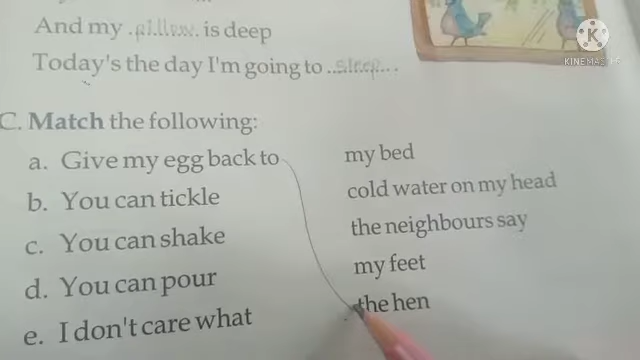 And my .pillow. is deep
Today's the day I'm going to ..sleep...
KINEMASTER
C. Match the following:
a. Give my egg back to my bed
b. You can tickle cold water on my head
c. You can shake the neighbours say
d. You can pour my feet
e. I don't care what the hen